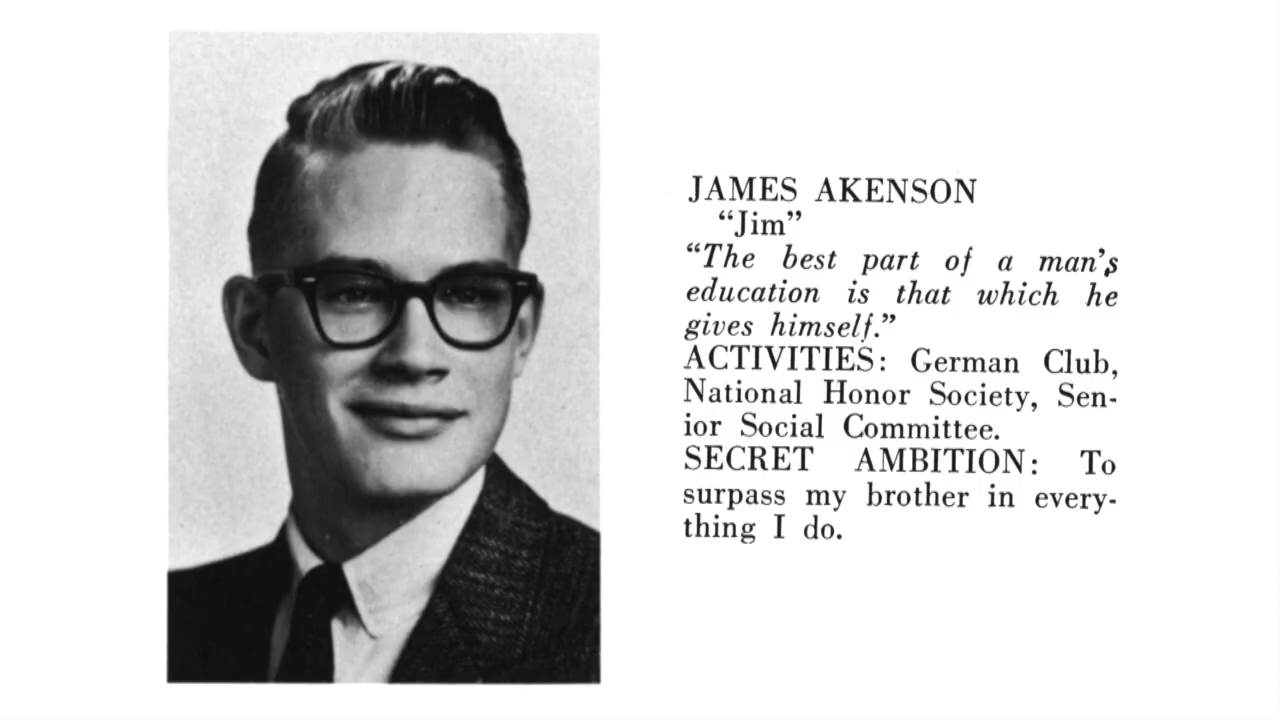 JAMES AKENSON
“Jim”
“The best part of a man’s
education is that which he
gives himself.”
ACTIVITIES: German Club,
National Honor Society, Sen-
ior Social Committee.
SECRET AMBITION: To
surpass my brother in every-
thing I do.